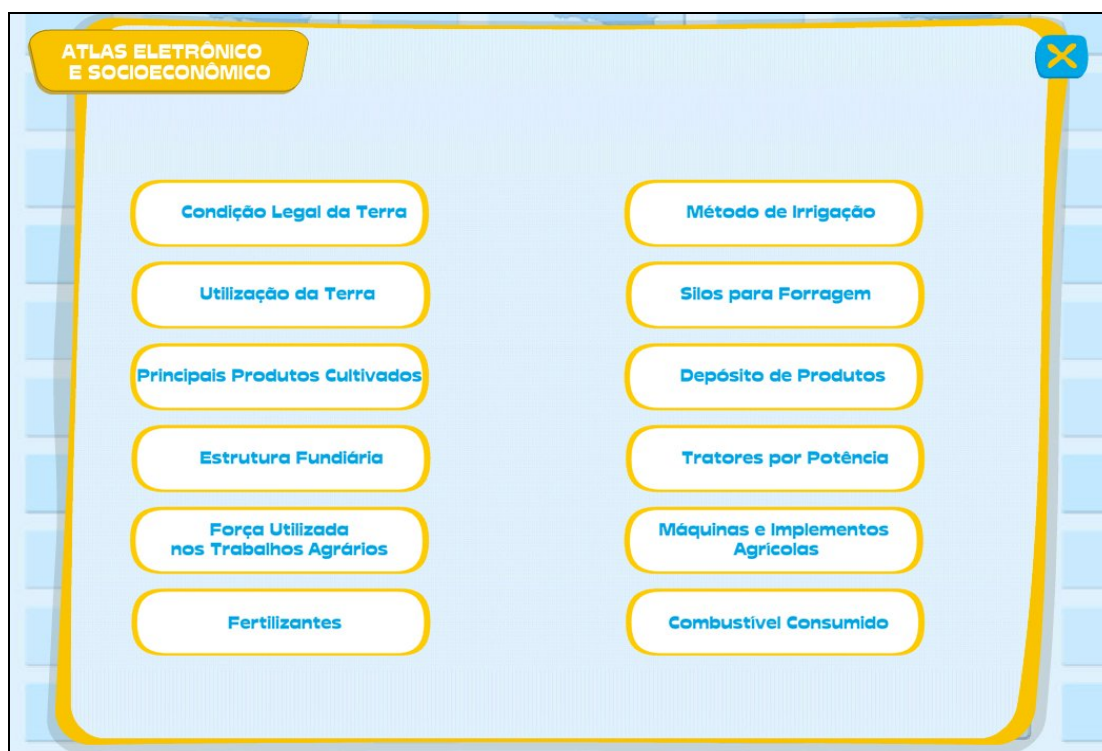 ATLAS ELETRÔNICO
E SOCIOECONÔMICO
Condição Legal da Terra
Utilização da Terra
Principais Produtos Cultivados
Estrutura Fundiária
Força Utilizada
nos Trabalhos Agrários
Fertilizantes
Método de Irrigação
Silos para Forragem
Depósito de Produtos
Tratores por Potência
Máquinas e Implementos
Agrícolas
Combustível Consumido